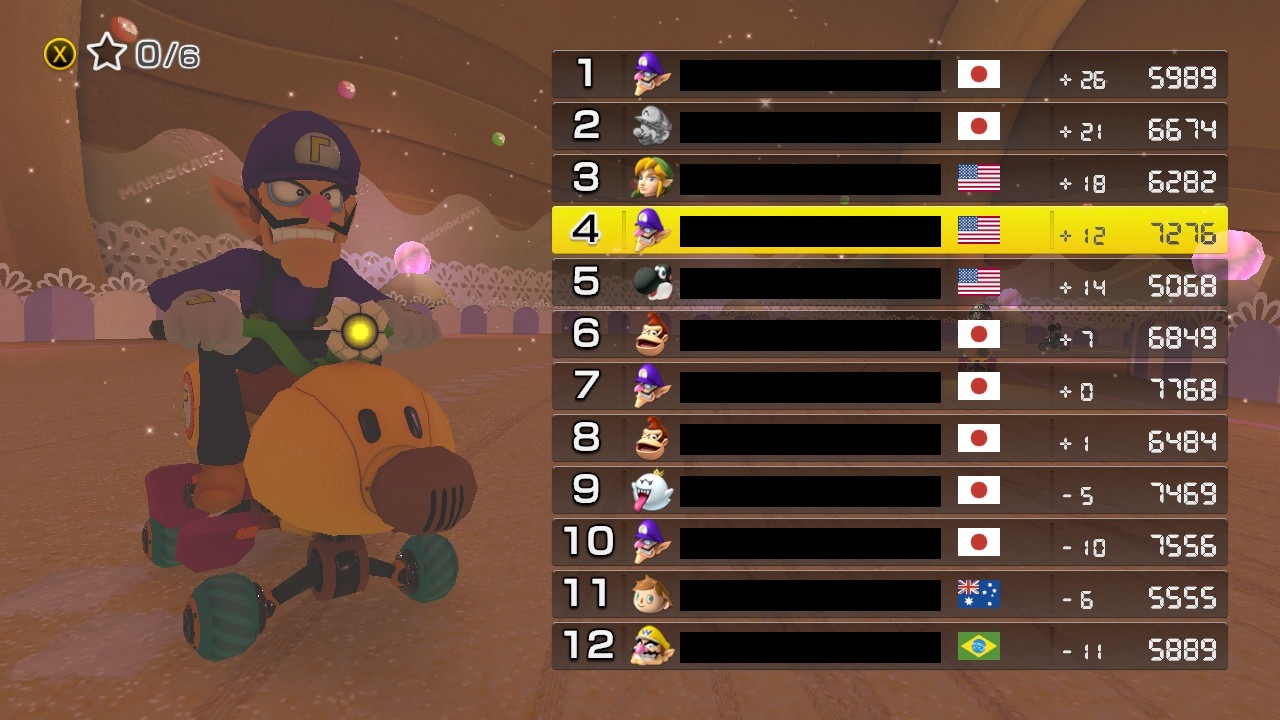 X 0/6
1 + 26 5989
2 + 21 6674
3 + 18 6282
4 + 12 7276
5 + 14 5068
6 + 7 6849
7 + 0 7768
8 + 1 6484
9 - 5 7469
10 - 10 7556
11 - 6 5555
12 - 11 5889
MARIOKART
MARIOKART